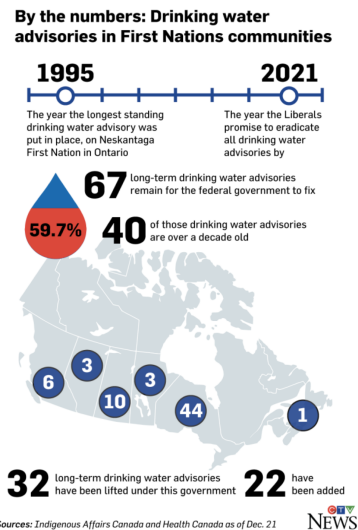 By the numbers: Drinking water
advisories in First Nations communities
1995
2021
The year the longest standing
drinking water advisory was
put in place, on Neskantaga
First Nation in Ontario
The year the Liberals
promise to eradicate
all drinking water
advisories by
67
long-term drinking water advisories
remain for the federal government to fix
59.7%
40
of those drinking water advisories
are over a decade old
6
3
10
3
44
1
32
long-term drinking water advisories
have been lifted under this government
22
have
been added
Sources: Indigenous Affairs Canada and Health Canada as of Dec. 21
CTV
NEWS